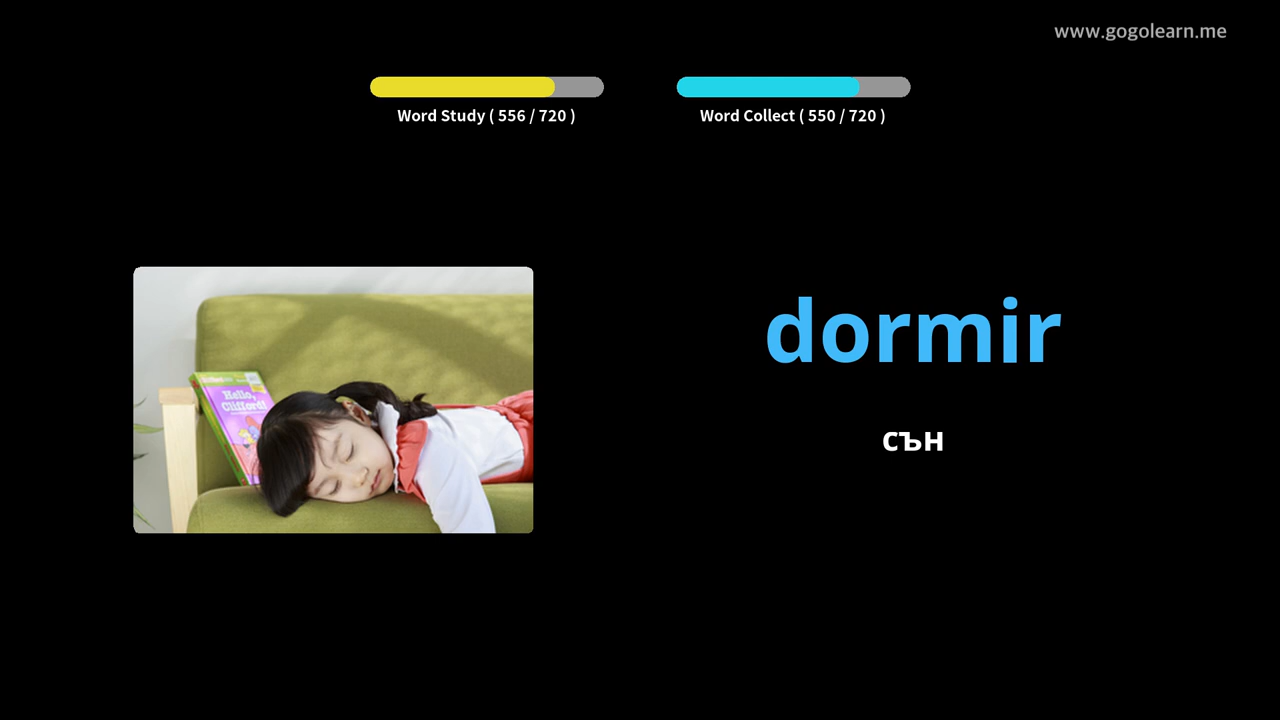 www.gogolearn.me
Word Study ( 556 / 720 )
Word Collect ( 550 / 720 )
dormir
сън
Hello,
Clifford!